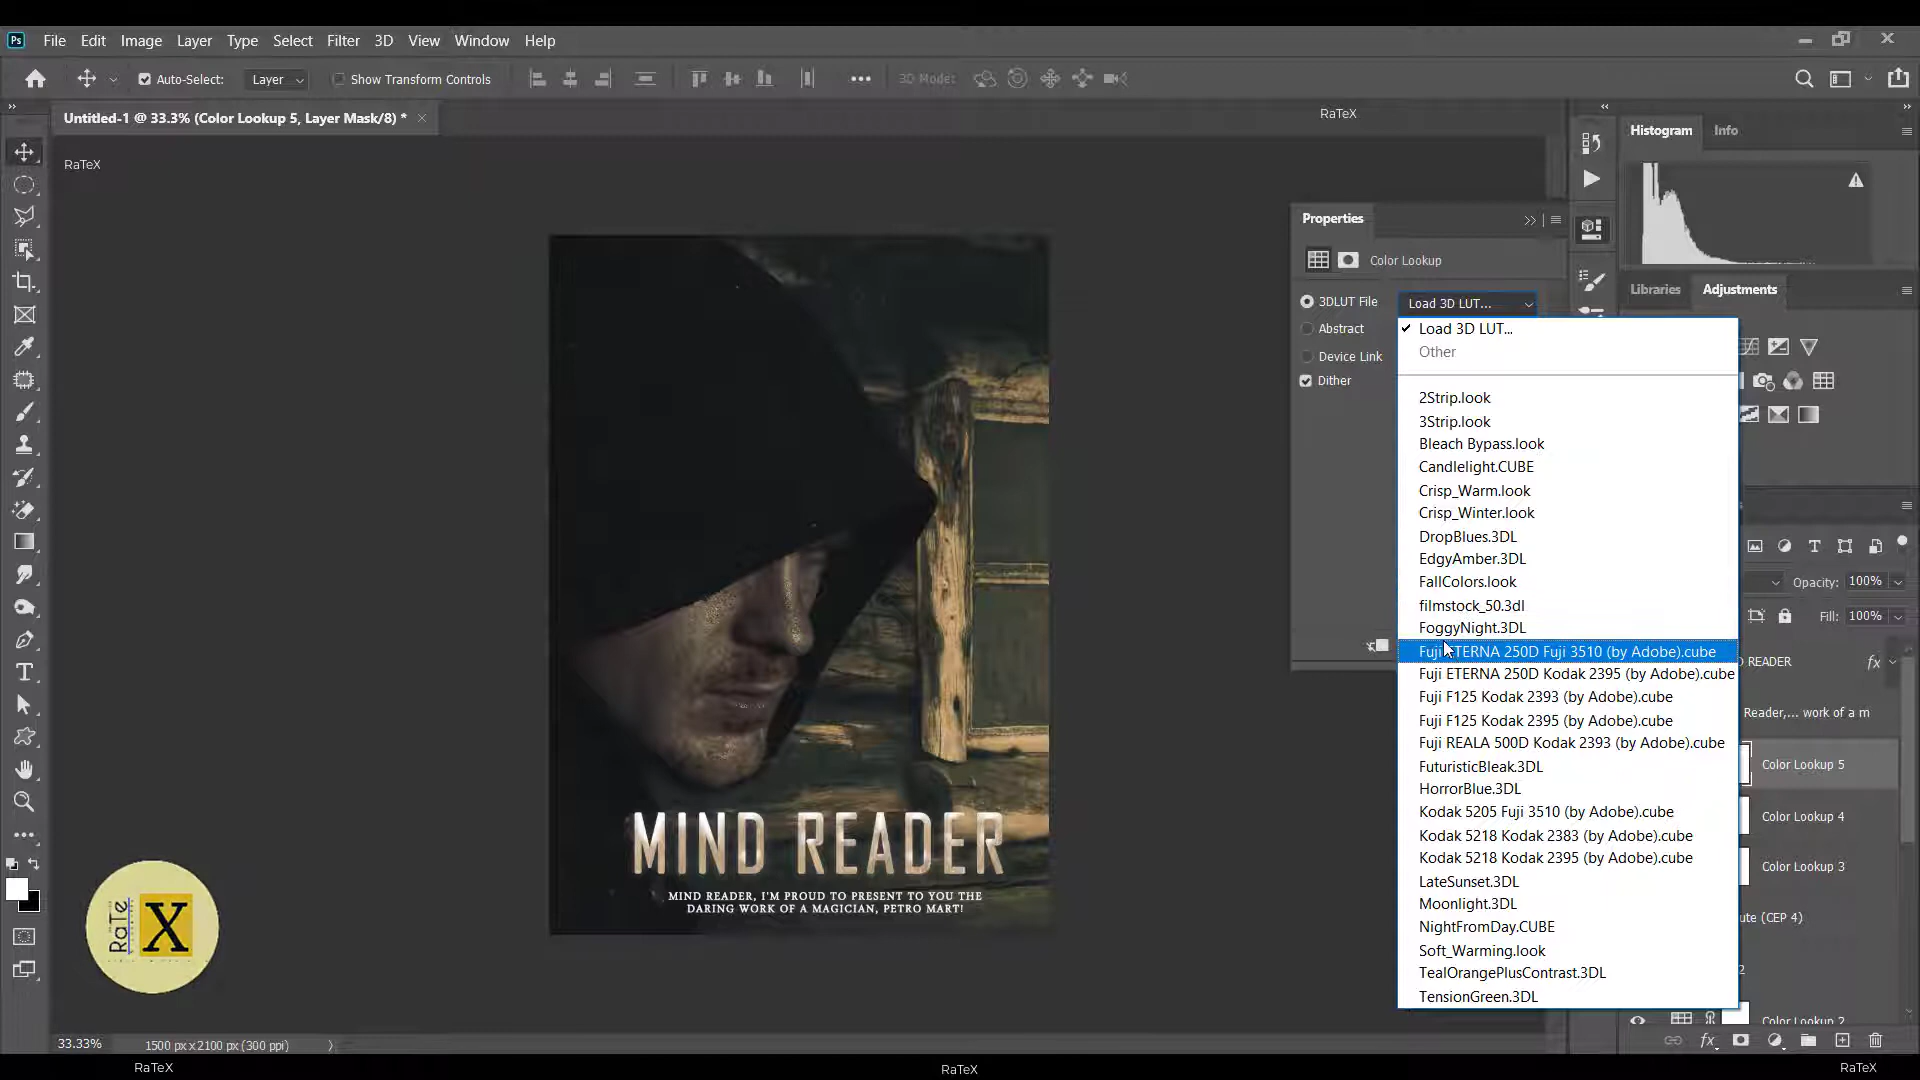 Ps File Edit Image Layer Type Select Filter 3D View Window Help
Auto-Select: Layer Show Transform Controls 3D Mode:
Untitled-1 @ 33.3% (Color Lookup 5, Layer Mask/8) *
RaTeX
RaTeX
Histogram Info
Properties
Color Lookup
3DLUT File Load 3D LUT...
Abstract
Device Link
Dither
Libraries Adjustments
Load 3D LUT...
Other
2Strip.look
3Strip.look
Bleach Bypass.look
Candlelight.CUBE
Crisp_Warm.look
Crisp_Winter.look
DropBlues.3DL
EdgyAmber.3DL
FallColors.look
filmstock_50.3dl
FoggyNight.3DL
Fuji ETERNA 250D Fuji 3510 (by Adobe).cube
Fuji ETERNA 250D Kodak 2395 (by Adobe).cube
Fuji F125 Kodak 2393 (by Adobe).cube
Fuji F125 Kodak 2395 (by Adobe).cube
Fuji REALA 500D Kodak 2393 (by Adobe).cube
FuturisticBleak.3DL
HorrorBlue.3DL
Kodak 5205 Fuji 3510 (by Adobe).cube
Kodak 5218 Kodak 2383 (by Adobe).cube
Kodak 5218 Kodak 2395 (by Adobe).cube
LateSunset.3DL
Moonlight.3DL
NightFromDay.CUBE
Soft_Warming.look
TealOrangePlusContrast.3DL
TensionGreen.3DL
Opacity: 100%
Fill: 100%
READER fx
Reader,... work of a m
Color Lookup 5
Color Lookup 4
Color Lookup 3
ute (CEP 4)
2
Color Lookup 2
MIND READER
MIND READER, I'M PROUD TO PRESENT TO YOU THE
DARING WORK OF A MAGICIAN, PETRO MART!
RaTe X
33.33% 1500 px x 2100 px (300 ppi)
RaTeX
RaTeX
RaTeX